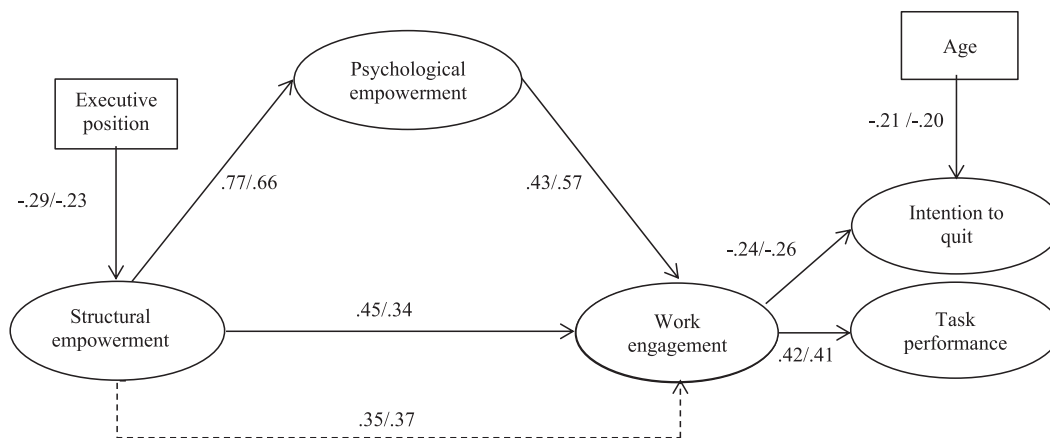 Age
Psychological
empowerment
Executive
position
-.21 /-.20
.77/.66
.43/.57
-.29/-.23
Intention to
quit
-.24/-.26
Structural
empowerment
.45/.34
Work
engagement
Task
performance
.42/.41
.35/.37